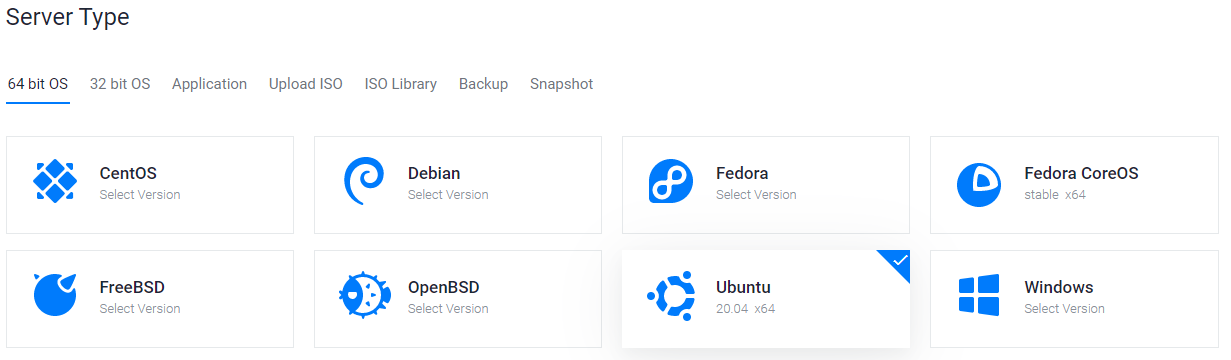 Server Type
64 bit OS 32 bit OS Application Upload ISO ISO Library Backup Snapshot
CentOS
Select Version
Debian
Select Version
Fedora
Select Version
Fedora CoreOS
stable x64
FreeBSD
Select Version
OpenBSD
Select Version
Ubuntu
20.04 x64
Windows
Select Version